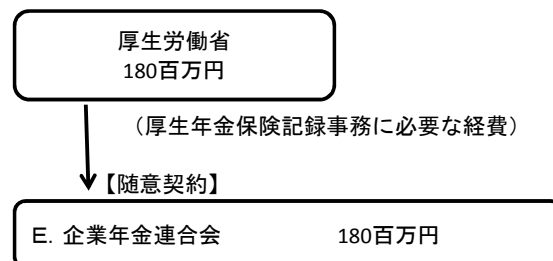 厚生労働省
180百万円
（厚生年金保険記録事務に必要な経費）
【随意契約】
E. 企業年金連合会 180百万円